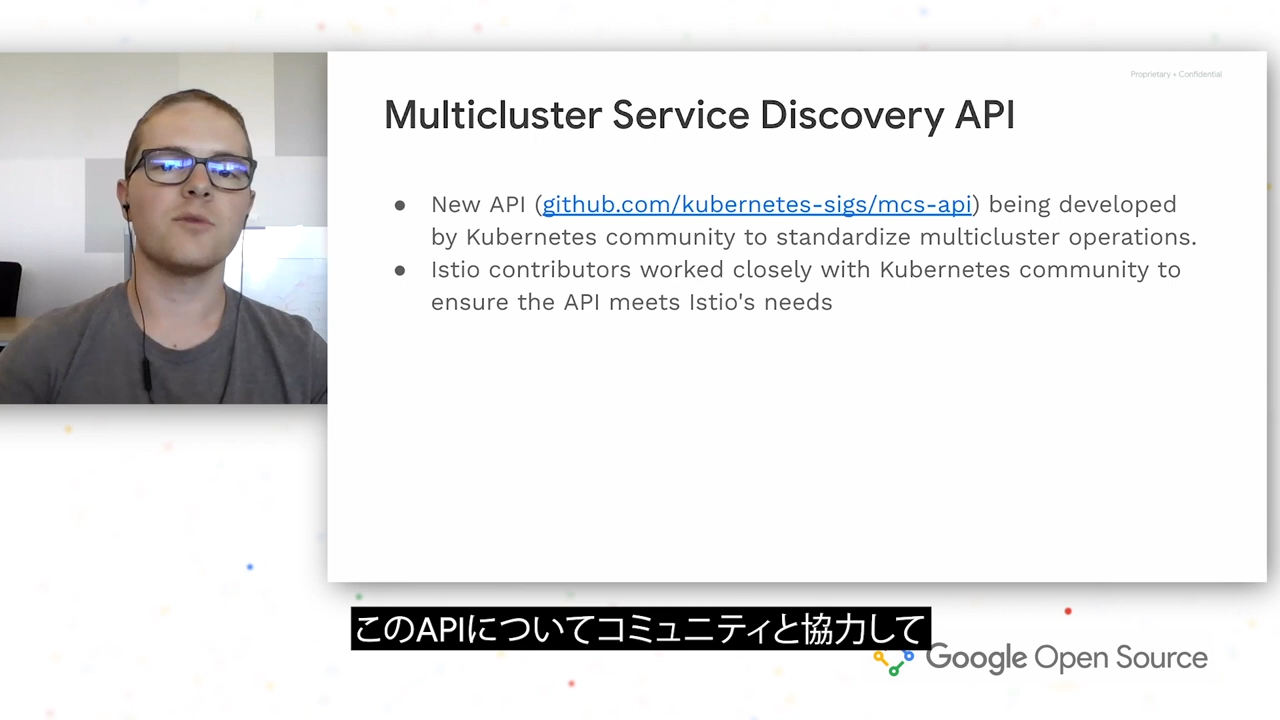 Proprietary + Confidential
Multicluster Service Discovery API
● New API (github.com/kubernetes-sigs/mcs-api) being developed
by Kubernetes community to standardize multicluster operations.
● Istio contributors worked closely with Kubernetes community to
ensure the API meets Istio's needs
このAPIについてコミュニティと協力して
Google Open Source